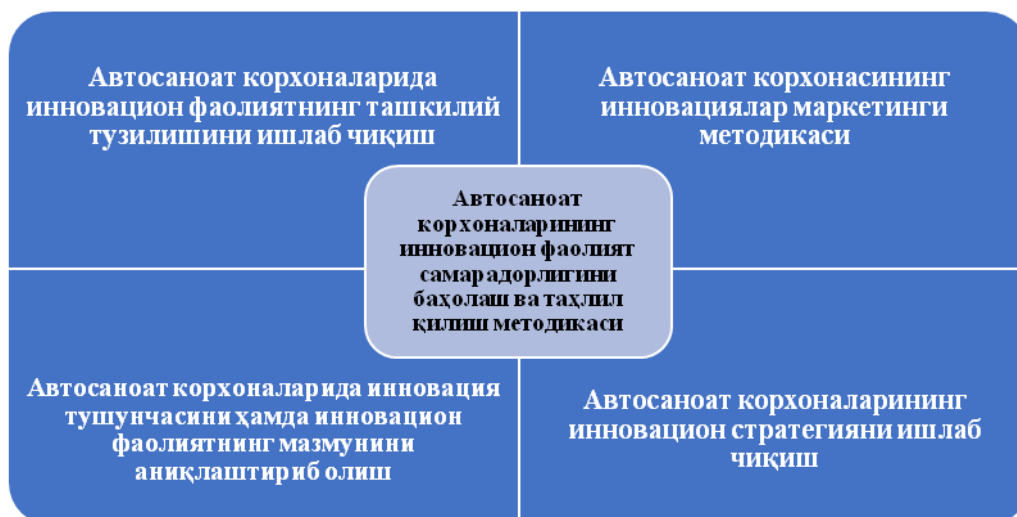 Автосаноат корхоналарида
инновацион фаолиятнинг ташкилий
тузилишини ишлаб чиқиш
Автосаноат корхонасининг
инновациялар маркетинги
методикаси
Автосаноат
корхоналарининг
инновацион фаолият
самарадорлигини
баҳолаш ва таҳлил
қилиш методикаси
Автосаноат корхоналарида инновация
тушунчасини ҳамда инновацион
фаолиятнинг мазмунини
аниқлаштириб олиш
Автосаноат корхоналарининг
инновацион стратегияни ишлаб
чиқиш